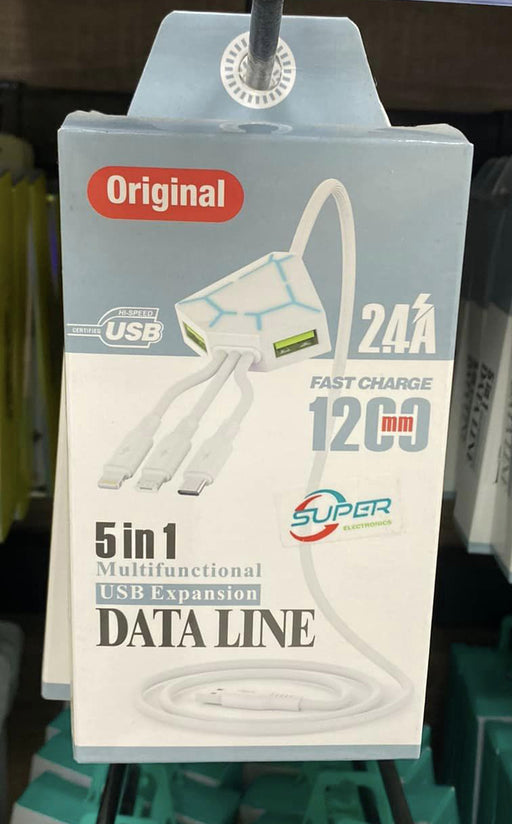 Original
HI-SPEED
CERTIFIED USB
2.4A
FAST CHARGE
1200 mm
SUPER
ELECTRONICS
5 in 1
Multifunctional
USB Expansion
DATA LINE